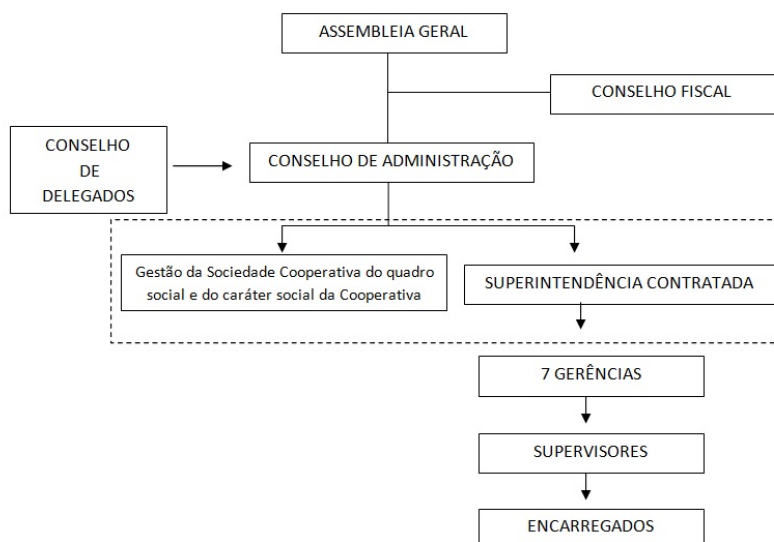 ASSEMBLEIA GERAL
CONSELHO FISCAL
CONSELHO
DE
DELEGADOS
CONSELHO DE ADMINISTRAÇÃO
Gestão da Sociedade Cooperativa do quadro
social e do caráter social da Cooperativa
SUPERINTENDÊNCIA CONTRATADA
7 GERÊNCIAS
SUPERVISORES
ENCARREGADOS